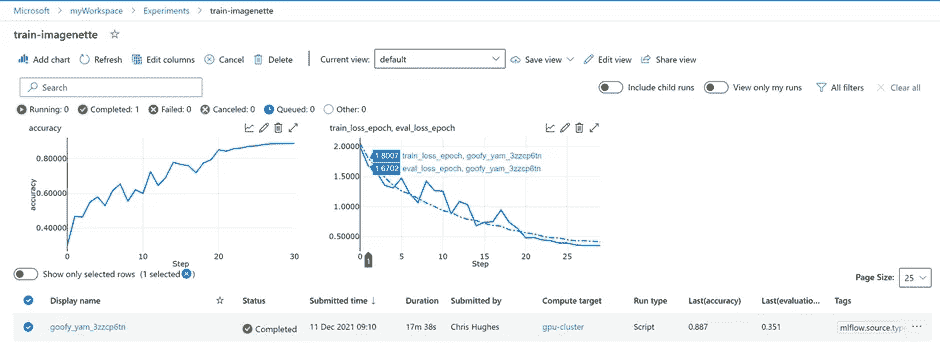 Microsoft > myWorkspace > Experiments > train-imagenette
train-imagenette
Add chart Refresh Edit columns Cancel Delete Current view: default Save view Edit view Share view
Search
Include child runs View only my runs All filters Clear all
Running: 0 Completed: 1 Failed: 0 Canceled: 0 Queued: 0 Other: 0
accuracy
0.80000
0.60000
0.40000
accuracy
0 10 20 30
Step
train_loss_epoch, eval_loss_epoch
2.00000
1.50000
1.00000
0.50000
1.8007 train_loss_epoch, goofy_yam_3zzcp6tn
1.6702 eval_loss_epoch, goofy_yam_3zzcp6tn
0 1 5 10 15 20 25
Step
Show only selected rows (1 selected)
Page Size: 25
Display name Status Submitted time ↓ Duration Submitted by Compute target Run type Last(accuracy) Last(evaluatio... Tags
goofy_yam_3zzcp6tn Completed 11 Dec 2021 09:10 17m 38s Chris Hughes gpu-cluster Script 0.887 0.351 mlflow.source.typ ...